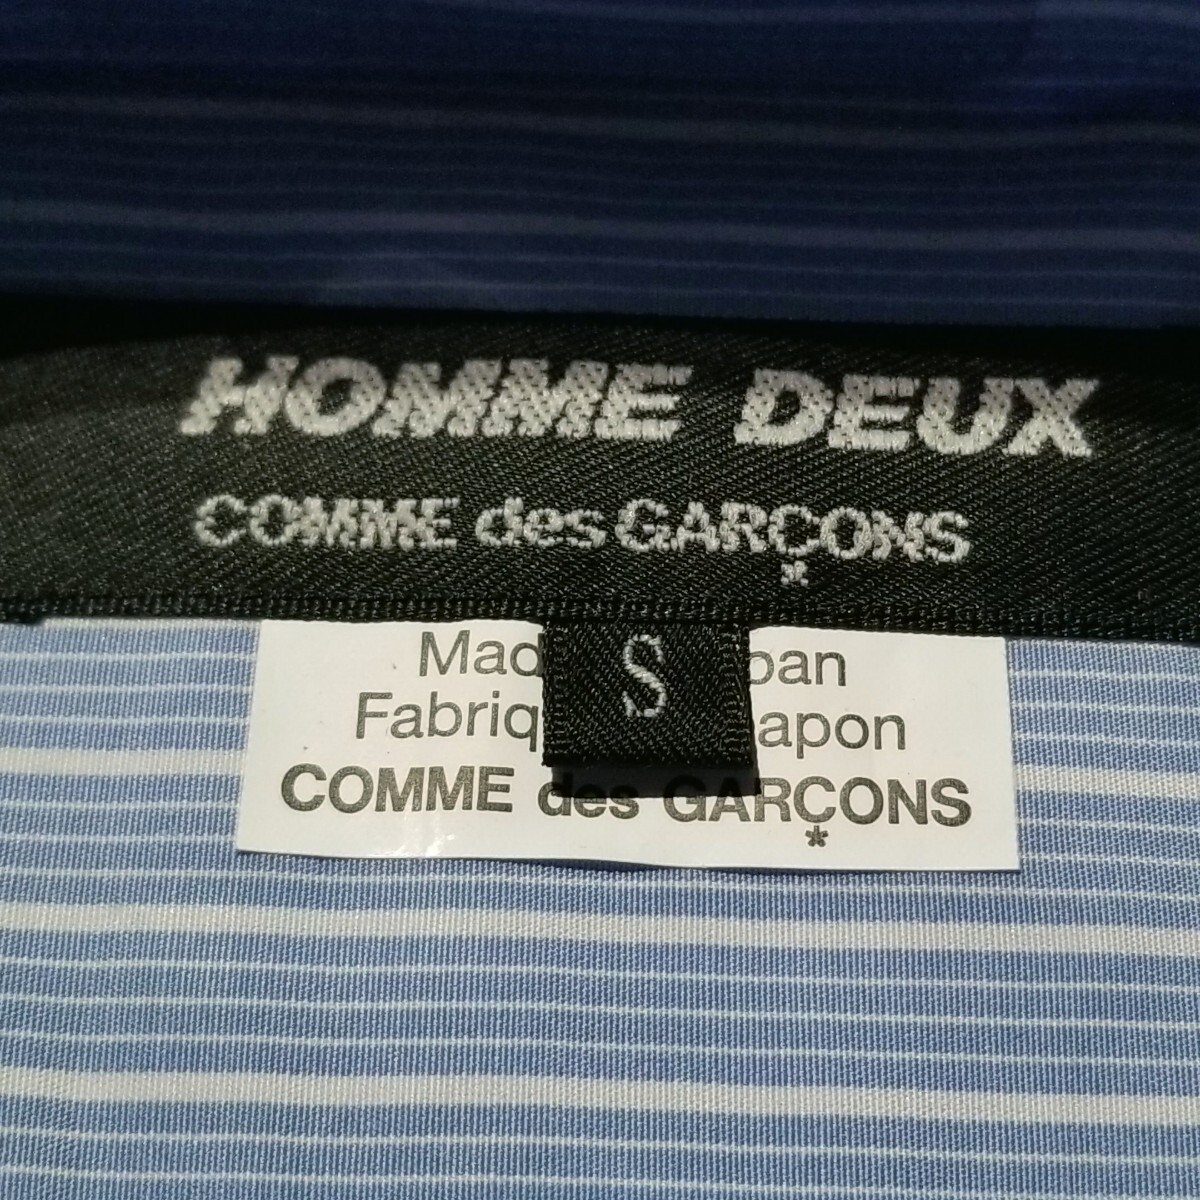 HOMME DEUX
COMME des GARÇONS
*
S
Mad pan
Fabriq apon
COMME des GARÇONS
*